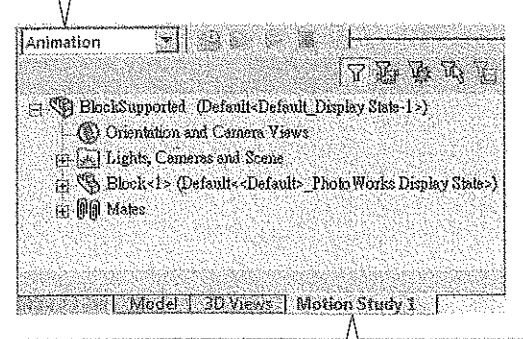 Animation
BlockSupported (Default<Default_Display State-1>)
Orientation and Camera Views
Lights, Cameras and Scene
Block<1> (Default<<Default>_PhotoWorks Display State>)
Mates
Model 3D Views Motion Study 1